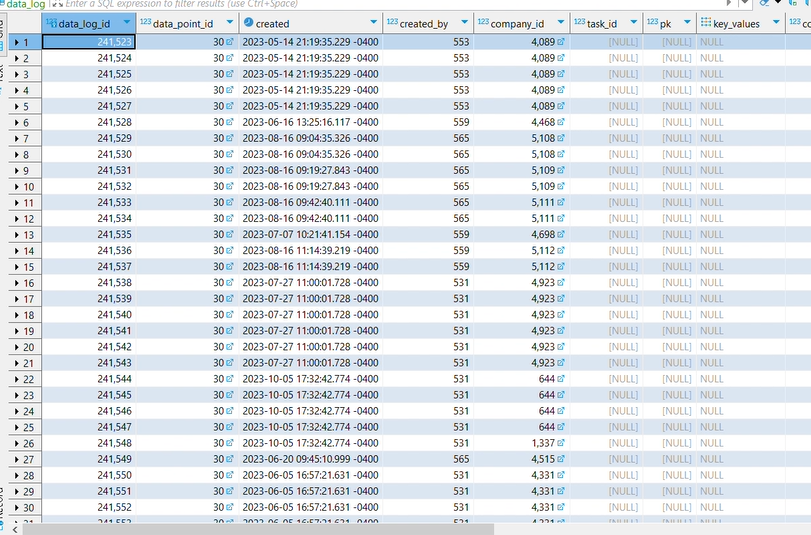 data_log Enter a SQL expression to filter results (use Ctrl+Space)
123 data_log_id 123 data_point_id created 123 created_by 123 company_id 123 task_id 123 pk key_values
1 241,523 30 2023-05-14 21:19:35.229 -0400 553 4,089 [NULL] [NULL] NULL
2 241,524 30 2023-05-14 21:19:35.229 -0400 553 4,089 [NULL] [NULL] NULL
3 241,525 30 2023-05-14 21:19:35.229 -0400 553 4,089 [NULL] [NULL] NULL
4 241,526 30 2023-05-14 21:19:35.229 -0400 553 4,089 [NULL] [NULL] NULL
5 241,527 30 2023-05-14 21:19:35.229 -0400 553 4,089 [NULL] [NULL] NULL
6 241,528 30 2023-06-16 13:25:16.117 -0400 559 4,468 [NULL] [NULL] NULL
7 241,529 30 2023-08-16 09:04:35.326 -0400 565 5,108 [NULL] [NULL] NULL
8 241,530 30 2023-08-16 09:04:35.326 -0400 565 5,108 [NULL] [NULL] NULL
9 241,531 30 2023-08-16 09:19:27.843 -0400 565 5,109 [NULL] [NULL] NULL
10 241,532 30 2023-08-16 09:19:27.843 -0400 565 5,109 [NULL] [NULL] NULL
11 241,533 30 2023-08-16 09:42:40.111 -0400 565 5,111 [NULL] [NULL] NULL
12 241,534 30 2023-08-16 09:42:40.111 -0400 565 5,111 [NULL] [NULL] NULL
13 241,535 30 2023-07-07 10:21:41.154 -0400 559 4,698 [NULL] [NULL] NULL
14 241,536 30 2023-08-16 11:14:39.219 -0400 559 5,112 [NULL] [NULL] NULL
15 241,537 30 2023-08-16 11:14:39.219 -0400 559 5,112 [NULL] [NULL] NULL
16 241,538 30 2023-07-27 11:00:01.728 -0400 531 4,923 [NULL] [NULL] NULL
17 241,539 30 2023-07-27 11:00:01.728 -0400 531 4,923 [NULL] [NULL] NULL
18 241,540 30 2023-07-27 11:00:01.728 -0400 531 4,923 [NULL] [NULL] NULL
19 241,541 30 2023-07-27 11:00:01.728 -0400 531 4,923 [NULL] [NULL] NULL
20 241,542 30 2023-07-27 11:00:01.728 -0400 531 4,923 [NULL] [NULL] NULL
21 241,543 30 2023-07-27 11:00:01.728 -0400 531 4,923 [NULL] [NULL] NULL
22 241,544 30 2023-10-05 17:32:42.774 -0400 531 644 [NULL] [NULL] NULL
23 241,545 30 2023-10-05 17:32:42.774 -0400 531 644 [NULL] [NULL] NULL
24 241,546 30 2023-10-05 17:32:42.774 -0400 531 644 [NULL] [NULL] NULL
25 241,547 30 2023-10-05 17:32:42.774 -0400 531 644 [NULL] [NULL] NULL
26 241,548 30 2023-10-05 17:32:42.774 -0400 531 1,337 [NULL] [NULL] NULL
27 241,549 30 2023-06-20 09:45:10.999 -0400 565 4,515 [NULL] [NULL] NULL
28 241,550 30 2023-06-05 16:57:21.631 -0400 531 4,331 [NULL] [NULL] NULL
29 241,551 30 2023-06-05 16:57:21.631 -0400 531 4,331 [NULL] [NULL] NULL
30 241,552 30 2023-06-05 16:57:21.631 -0400 531 4,331 [NULL] [NULL] NULL